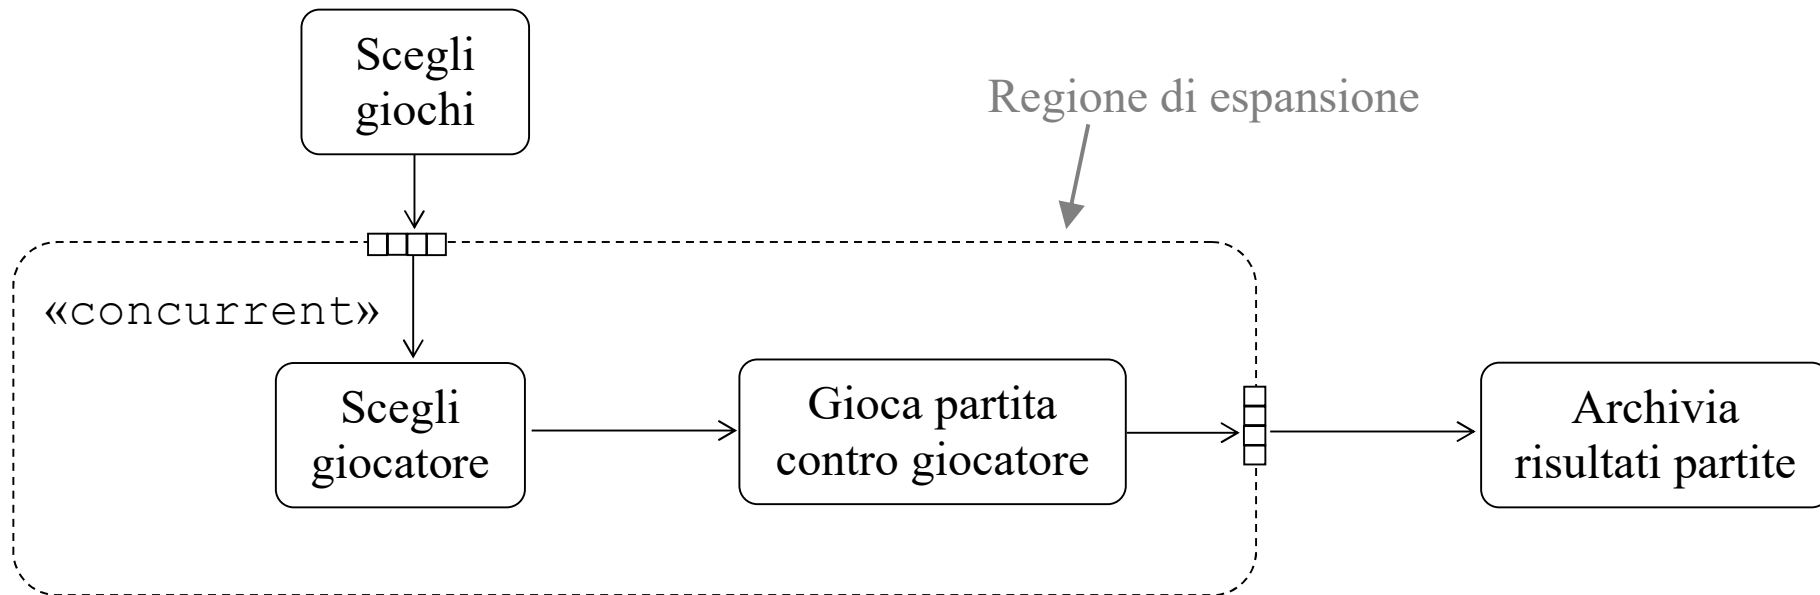 Scegli
giochi
Regione di espansione
«concurrent»
Scegli
giocatore
Gioca partita
contro giocatore
Archivia
risultati partite